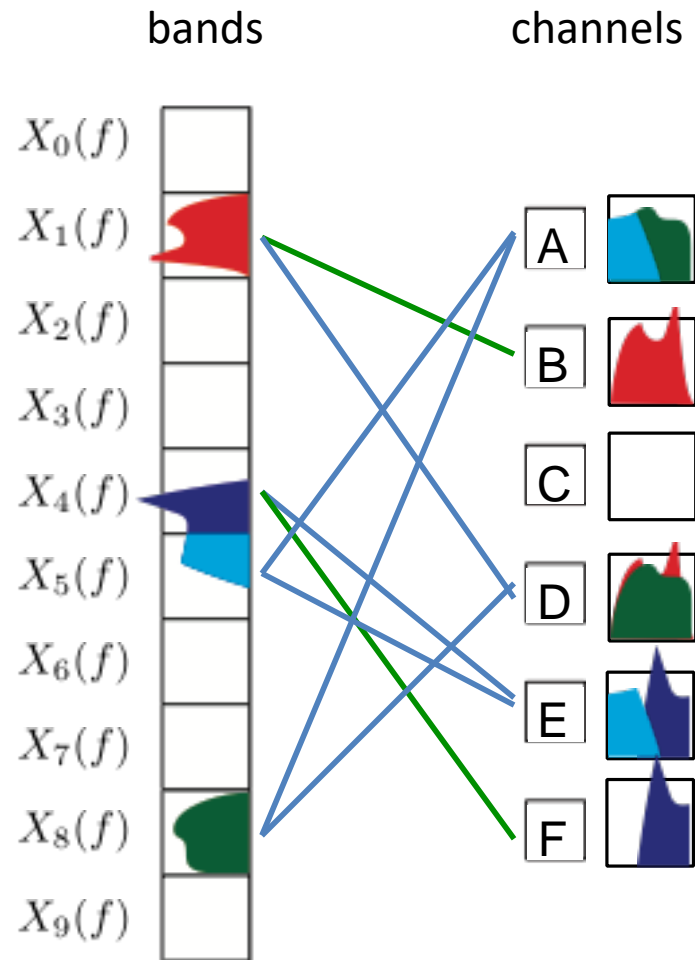 bands channels
X₀(f)
X₁(f) A
X₂(f)
B
X₃(f)
X₄(f) C
X₅(f) D
X₆(f)
E
X₇(f)
X₈(f) F
X₉(f)